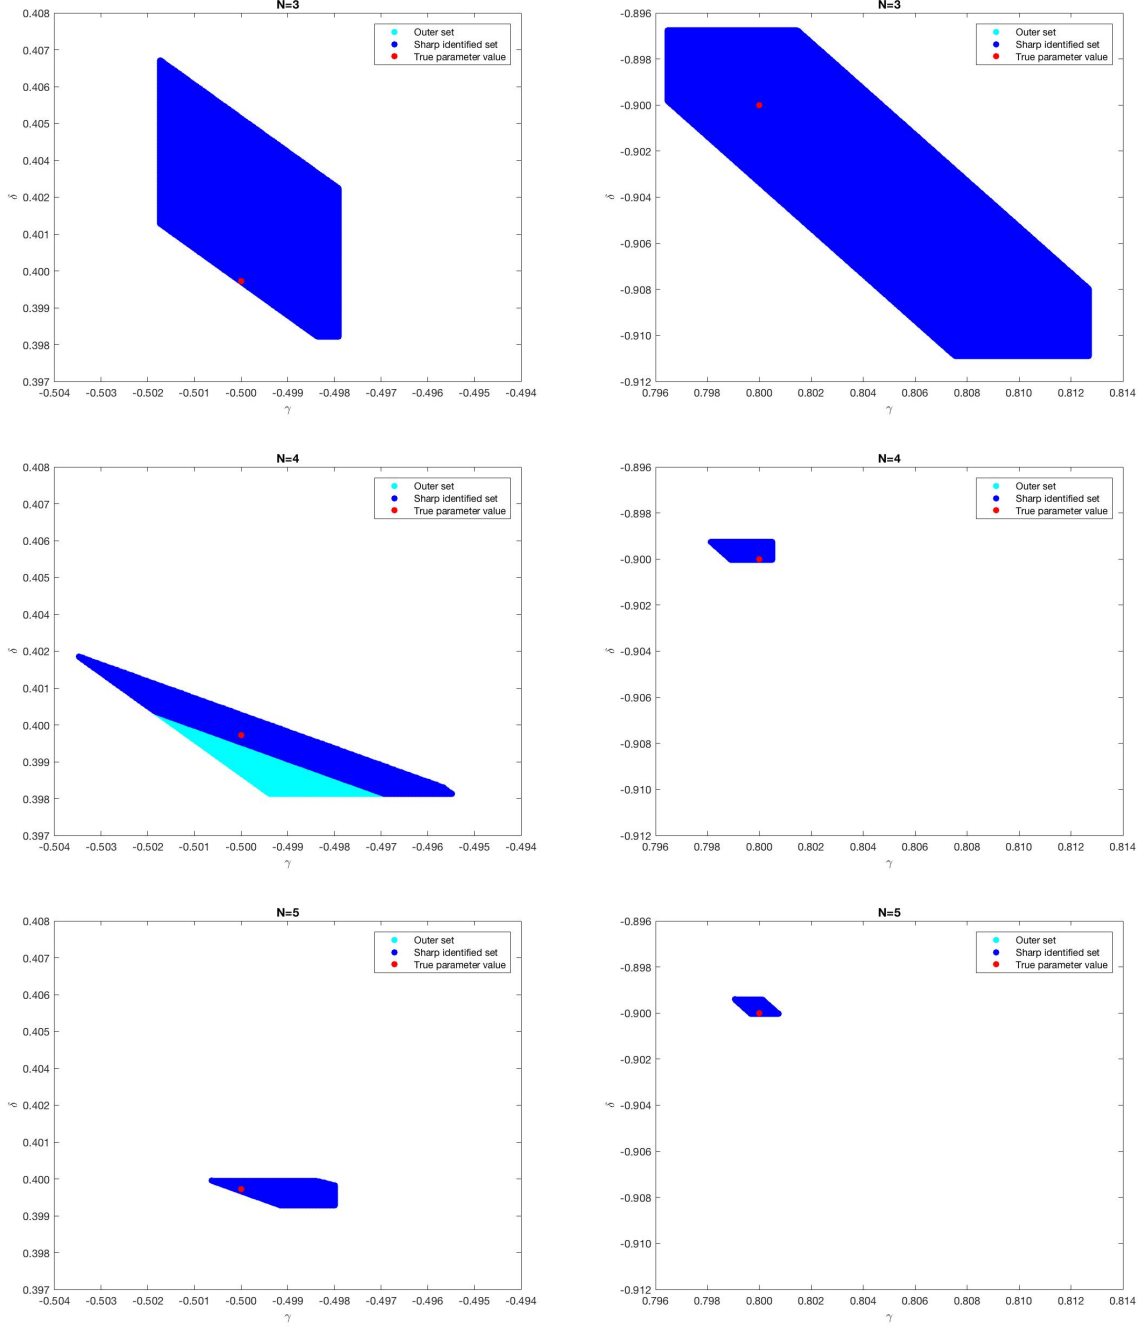 N=3
0.408
0.407
0.406
0.405
0.404
0.402
0.401
0.400
0.399
0.398
0.397
δ
Outer set
Sharp identified set
True parameter value
-0.504 -0.503 -0.502 -0.501 -0.500 -0.499 -0.498 -0.497 -0.496 -0.495 -0.494
γ
N=3
-0.896
-0.898
-0.900
-0.902
-0.904
-0.906
-0.908
-0.910
-0.912
δ
Outer set
Sharp identified set
True parameter value
0.796 0.798 0.800 0.802 0.804 0.806 0.808 0.810 0.812 0.814
γ
N=4
0.408
0.407
0.406
0.405
0.404
0.402
0.401
0.400
0.399
0.398
0.397
δ
Outer set
Sharp identified set
True parameter value
-0.504 -0.503 -0.502 -0.501 -0.500 -0.499 -0.498 -0.497 -0.496 -0.495 -0.494
γ
N=4
-0.896
-0.898
-0.900
-0.902
-0.904
-0.906
-0.908
-0.910
-0.912
δ
Outer set
Sharp identified set
True parameter value
0.796 0.798 0.800 0.802 0.804 0.806 0.808 0.810 0.812 0.814
γ
N=5
0.408
0.407
0.406
0.405
0.404
0.402
0.401
0.400
0.399
0.398
0.397
δ
Outer set
Sharp identified set
True parameter value
-0.504 -0.503 -0.502 -0.501 -0.500 -0.499 -0.498 -0.497 -0.496 -0.495 -0.494
γ
N=5
-0.896
-0.898
-0.900
-0.902
-0.904
-0.906
-0.908
-0.910
-0.912
δ
Outer set
Sharp identified set
True parameter value
0.796 0.798 0.800 0.802 0.804 0.806 0.808 0.810 0.812 0.814
γ